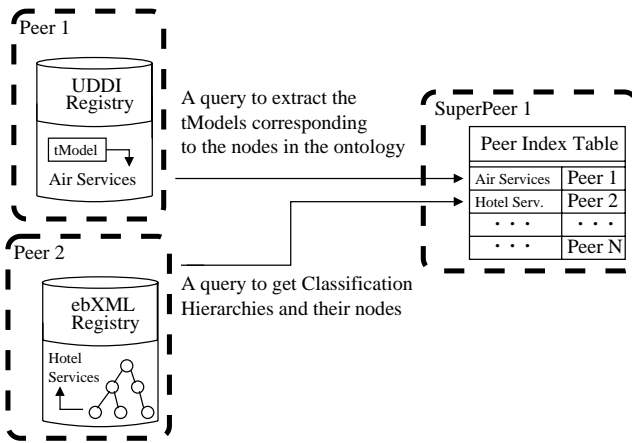 Peer 1
UDDI
Registry
tModel
Air Services
A query to extract the
tModels corresponding
to the nodes in the ontology
SuperPeer 1
Peer Index Table
Air Services Peer 1
Hotel Serv. Peer 2
. . . . . .
. . . Peer N
Peer 2
ebXML
Registry
Hotel
Services
A query to get Classification
Hierarchies and their nodes